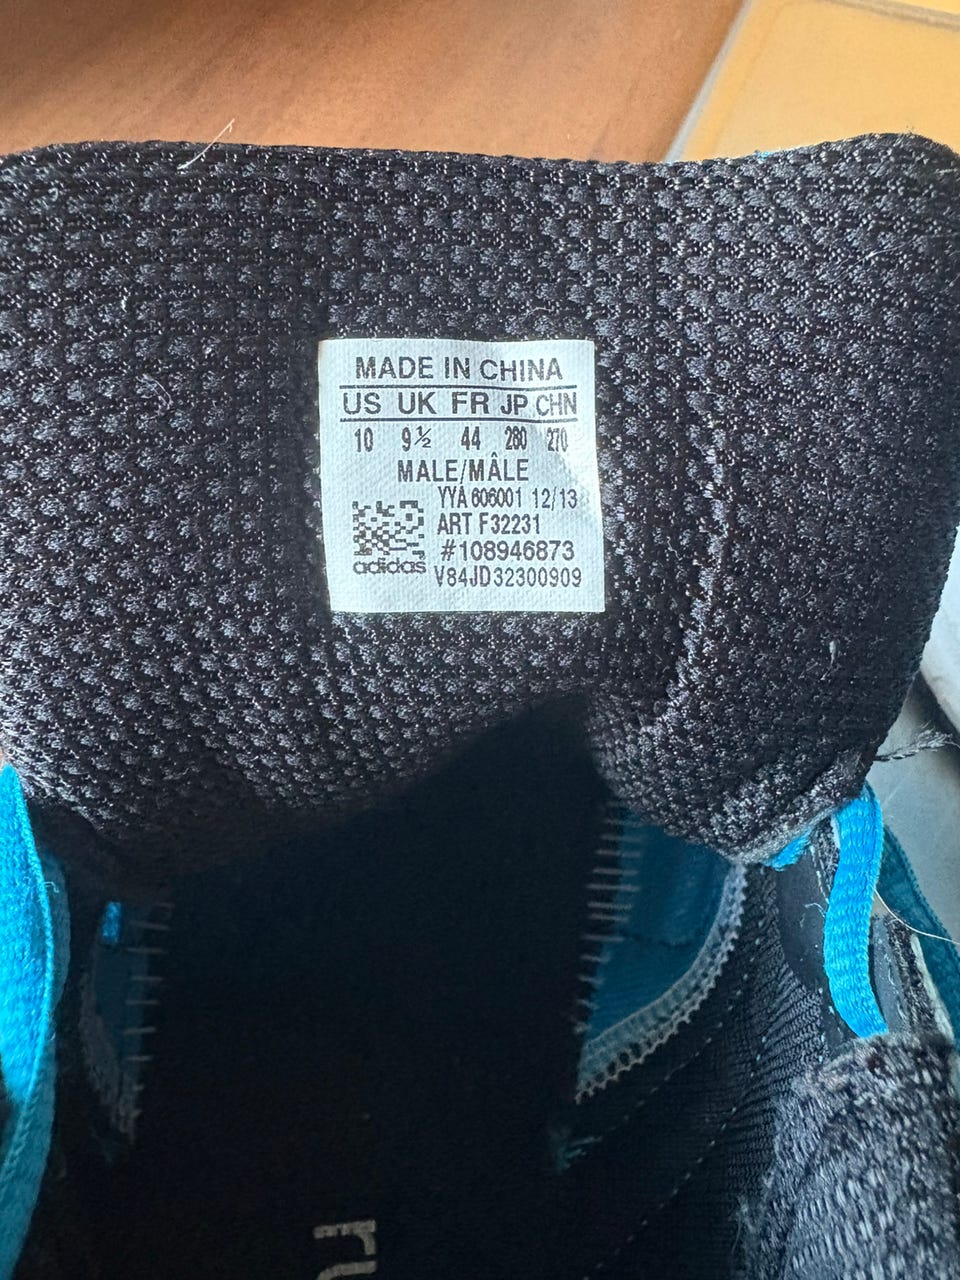 MADE IN CHINA
US UK FR JP CHN
10 9½ 44 280 270
MALE/MÂLE
YYA 606001 12/13
ART F32231
#108946873
adidas V84JD32300909
ru